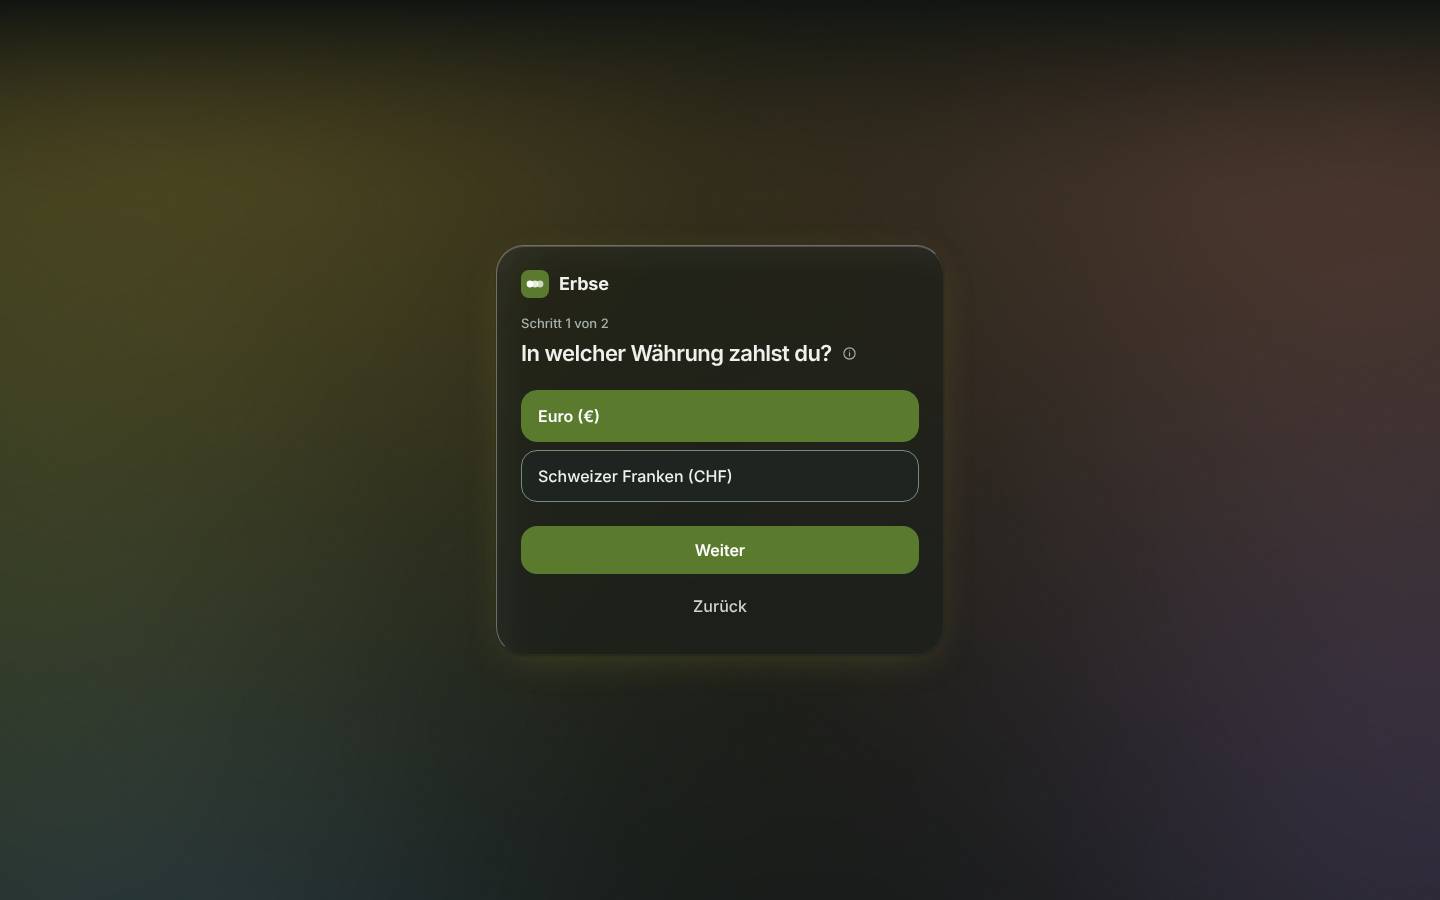 Erbse
Schritt 1 von 2
In welcher Währung zahlst du?
Euro (€)
Schweizer Franken (CHF)
Weiter
Zurück